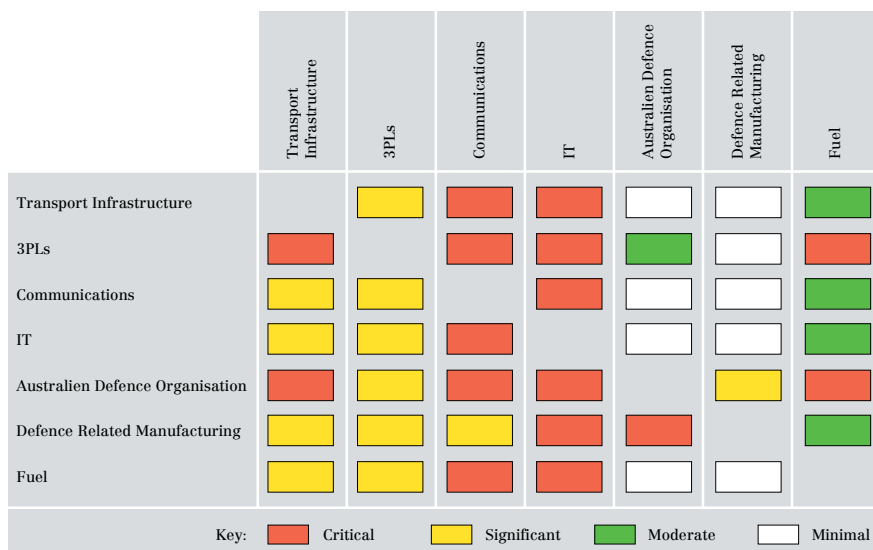 Transport
Infrastructure
3PLs
Communications
IT
Australien Defence
Organisation
Defence Related
Manufacturing
Fuel
Transport Infrastructure
3PLs
Communications
IT
Australien Defence Organisation
Defence Related Manufacturing
Fuel
Key: Critical Significant Moderate Minimal